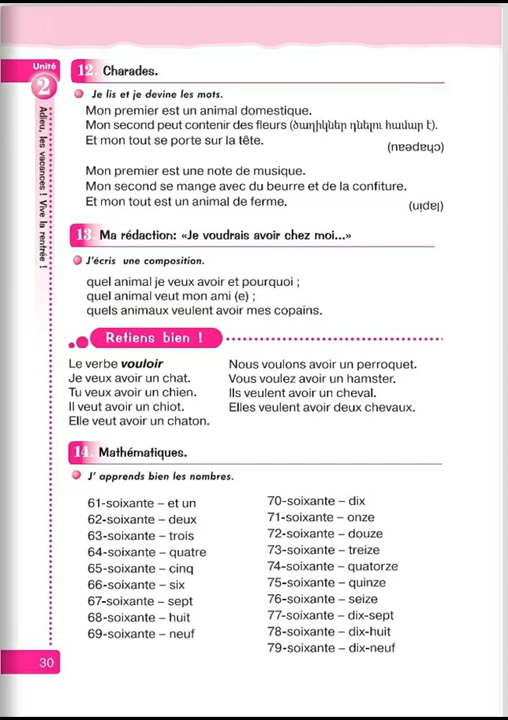 Unité
2
Adieu, les vacances ! Vive la rentrée !
12. Charades.
Je lis et je devine les mots.
Mon premier est un animal domestique.
Mon second peut contenir des fleurs (ծաղիկներ դնելու համար է).
Et mon tout se porte sur la tête.
(chapeau)
Mon premier est une note de musique.
Mon second se mange avec du beurre et de la confiture.
Et mon tout est un animal de ferme.
(lapin)
13. Ma rédaction: «Je voudrais avoir chez moi...»
J'écris une composition.
quel animal je veux avoir et pourquoi ;
quel animal veut mon ami (e) ;
quels animaux veulent avoir mes copains.
Retiens bien !
Le verbe vouloir
Je veux avoir un chat.
Tu veux avoir un chien.
Il veut avoir un chiot.
Elle veut avoir un chaton.
Nous voulons avoir un perroquet.
Vous voulez avoir un hamster.
Ils veulent avoir un cheval.
Elles veulent avoir deux chevaux.
14. Mathématiques.
J' apprends bien les nombres.
61-soixante – et un
62-soixante – deux
63-soixante – trois
64-soixante – quatre
65-soixante – cinq
66-soixante – six
67-soixante – sept
68-soixante – huit
69-soixante – neuf
70-soixante – dix
71-soixante – onze
72-soixante – douze
73-soixante – treize
74-soixante – quatorze
75-soixante – quinze
76-soixante – seize
77-soixante – dix-sept
78-soixante – dix-huit
79-soixante – dix-neuf
30